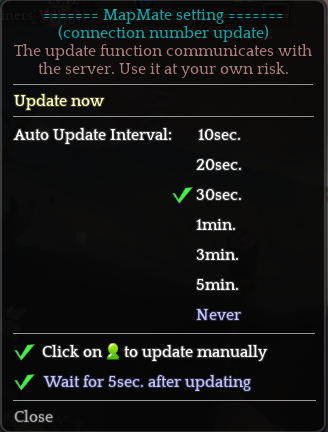 ======= MapMate setting =======
(connection number update)
The update function communicates with
the server. Use it at your own risk.
Update now
Auto Update Interval: 10sec.
20sec.
30sec.
1min.
3min.
5min.
Never
Click on to update manually
Wait for 5sec. after updating
Close